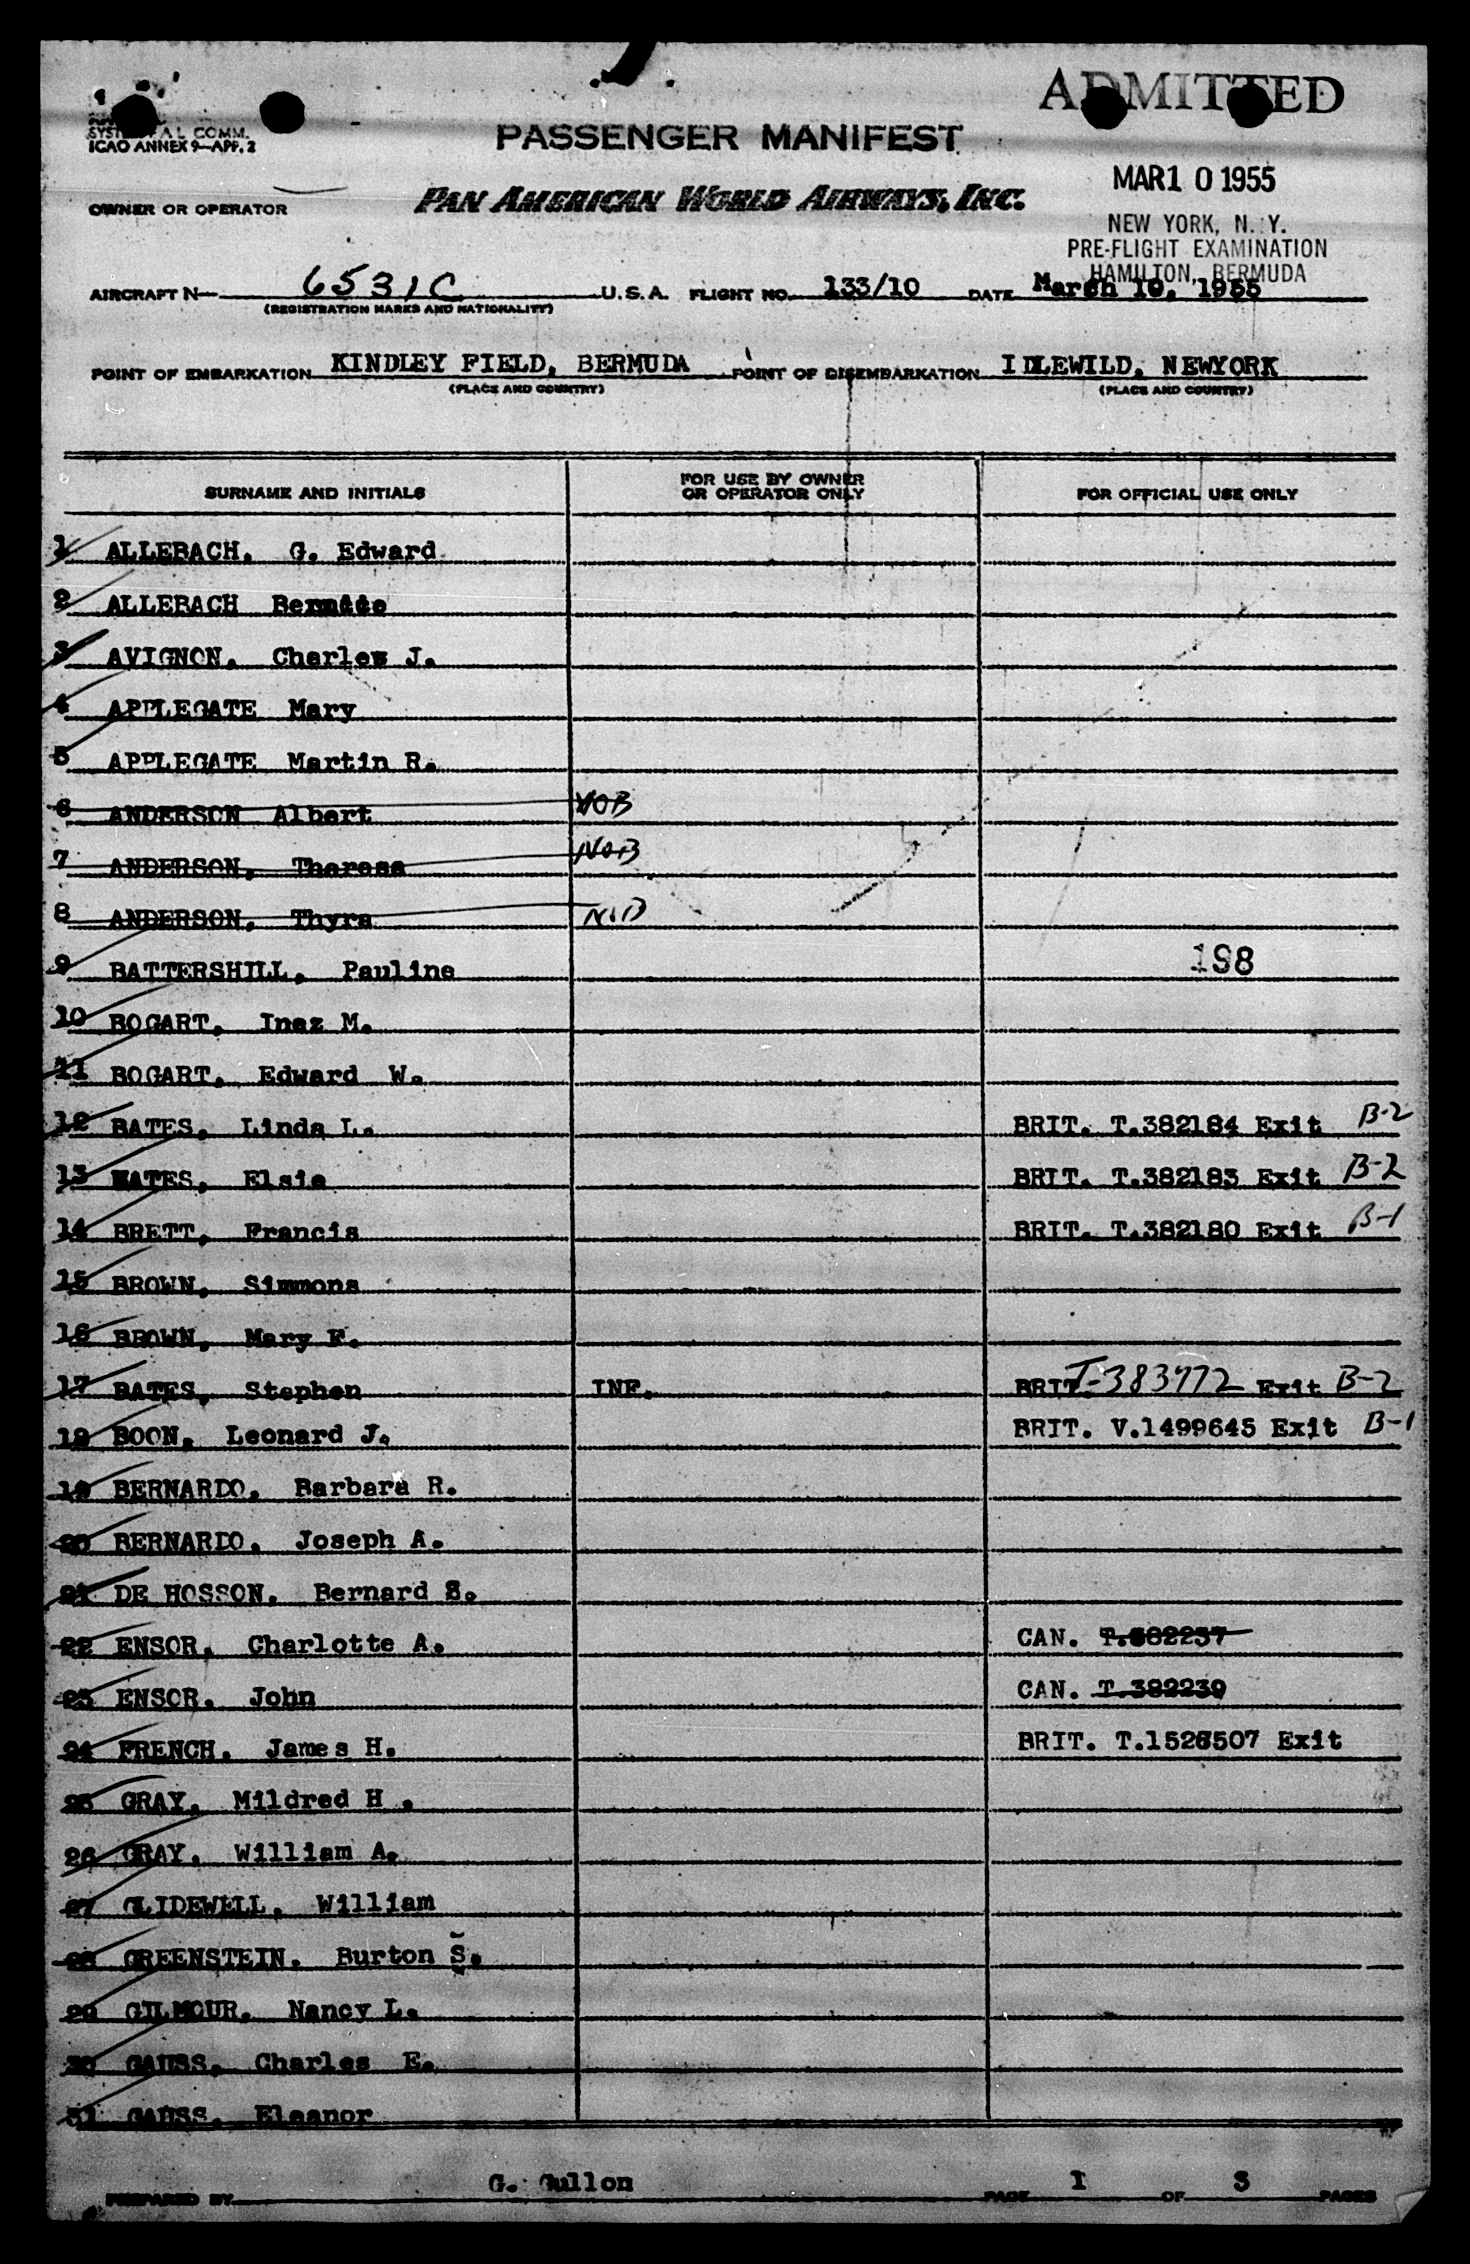 ADMITTED
SYST AL COMM.
ICAO ANNEX 9—APP. 2
PASSENGER MANIFEST
MAR 10 1955
OWNER OR OPERATOR PAN AMERICAN WORLD AIRWAYS, INC.
NEW YORK, N. Y.
PRE-FLIGHT EXAMINATION
HAMILTON, BERMUDA
AIRCRAFT N— 6531C U.S.A. FLIGHT NO. 133/10 DATE March 10, 1955
(REGISTRATION MARKS AND NATIONALITY)
POINT OF EMBARKATION KINDLEY FIELD, BERMUDA POINT OF DISEMBARKATION IDLEWILD, NEWYORK
(PLACE AND COUNTRY) (PLACE AND COUNTRY)
SURNAME AND INITIALS FOR USE BY OWNER OR OPERATOR ONLY FOR OFFICIAL USE ONLY
1 ALLEBACH, G. Edward
2 ALLEBACH
3 AVIGNON, Charles J.
4 APPLEGATE Mary
5 APPLEGATE Martin R.
6 ANDERSON Albert NOB
7 ANDERSON, Theresa NOB
8 ANDERSON, Thyra NOB
9 BATTERSHILL, Pauline 198
10 BOGART, Inez M.
11 BOGART, Edward W.
12 BATES, Linda L. BRIT. T.382184 Exit B-2
13 BATES, Elsie BRIT. T.382183 Exit B-2
14 BRETT, Francis BRIT. T.382180 Exit B-1
15 BROWN, Simmons
16 BROWN, Mary F.
17 BATES, Stephen INF. BRIT. T-383772 Exit B-2
18 BOON, Leonard J. BRIT. V.1499645 Exit B-1
19 BERNARDO, Barbara R.
20 BERNARDO, Joseph A.
21 DE HOSSON, Bernard S.
22 ENSOR, Charlotte A. CAN. T.382237
23 ENSOR, John CAN. T.382239
24 FRENCH, James H. BRIT. T.1526507 Exit
25 GRAY, Mildred H .
26 GRAY, William A.
27 GLIDEWELL, William
28 GREENSTEIN, Burton S.
29 GILMOUR, Nancy L.
30 GAUSS, Charles E.
31 GAUSS, Eleanor
PREPARED BY G. Gullon PAGE 1 OF 3 PAGES